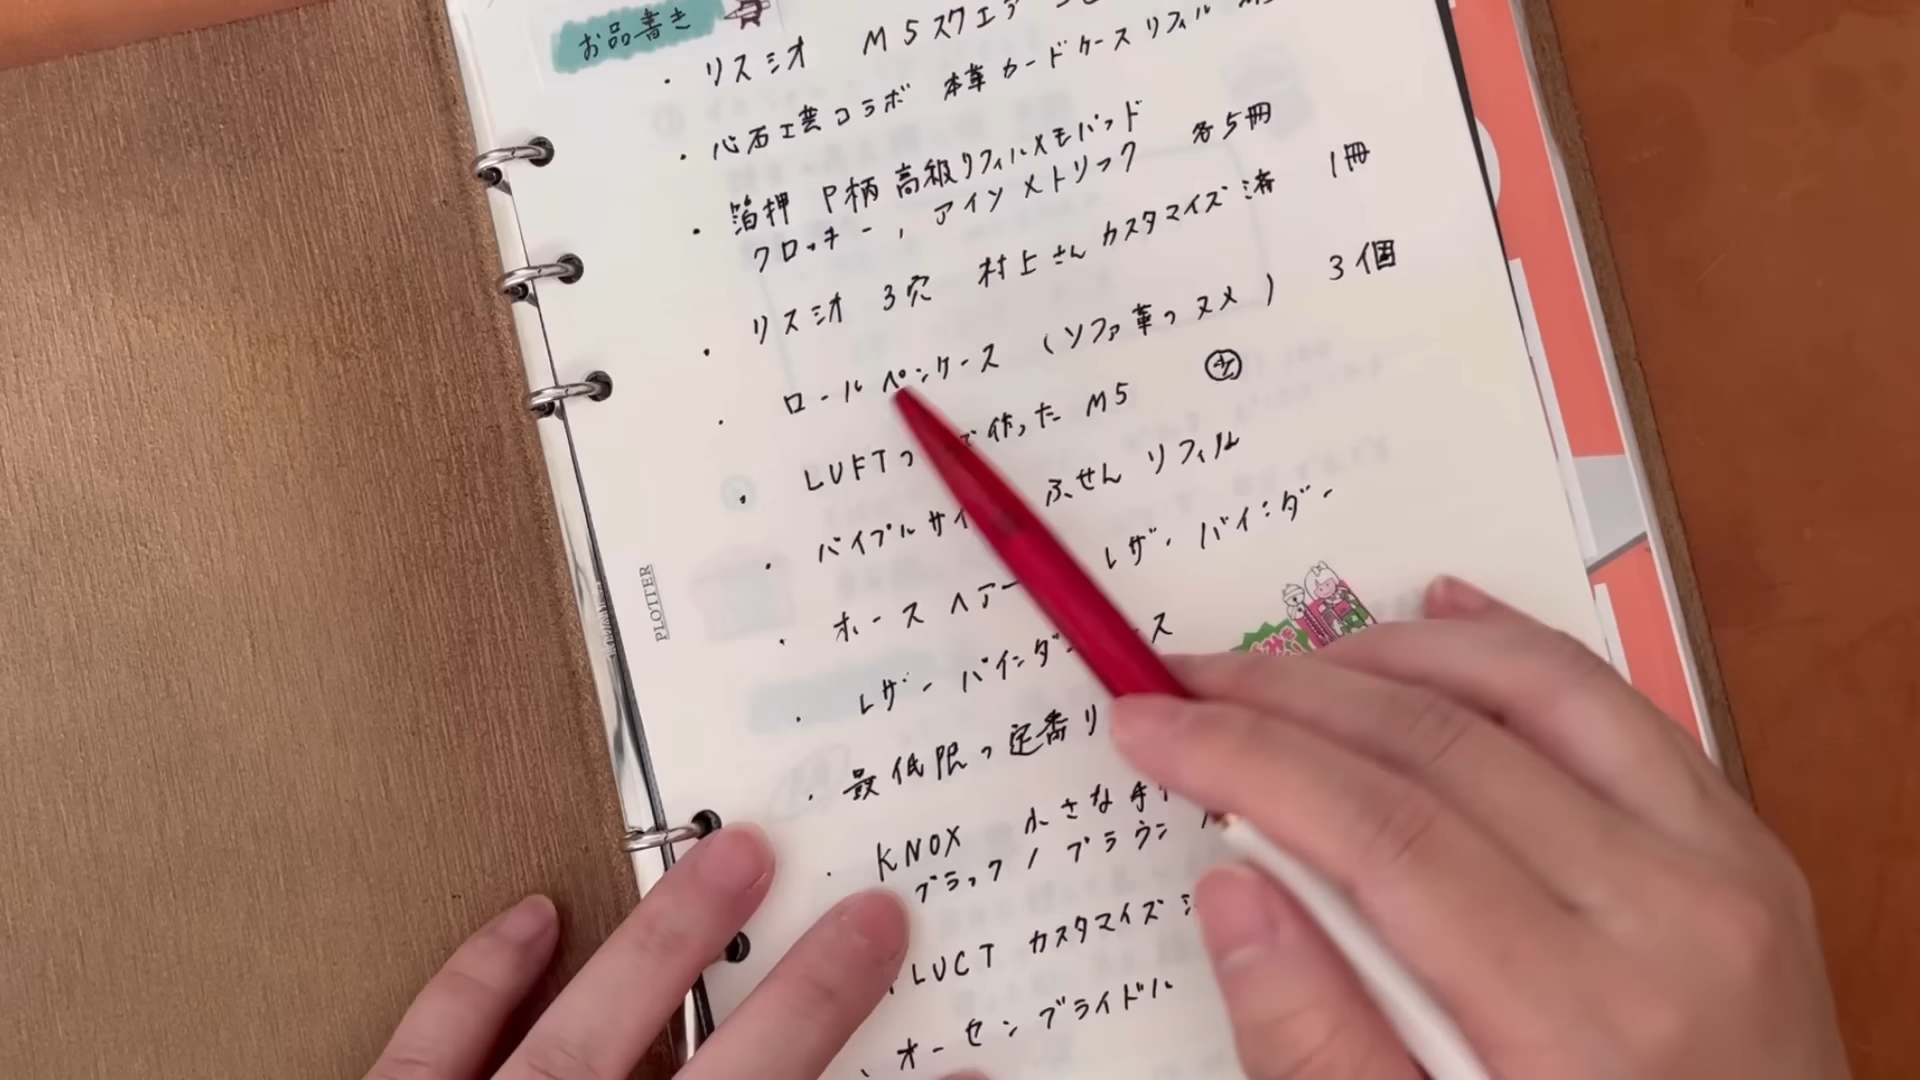 お品書き
・リスシオ M5スクエア
・心石工芸コラボ 本革カードケースリフィル
・箔押 P柄 高級リフィルメモパッド
クロッキー, アイソメトリック 各5冊
・リスシオ 3穴 村上さんカスタマイズ済 1冊
・ロールペンケース (ソファ革のヌメ) 3個
・LUFTの で作った M5
・バイブルサイ ふせんリフィル
・ホースヘアー レザーバインダー
・レザーバインダー ス
・最低限の定番リ
・KNOX 小さな手
ブラック/ブラウン
LUCT カスタマイズ
オーセンブライドル
PLOTTER